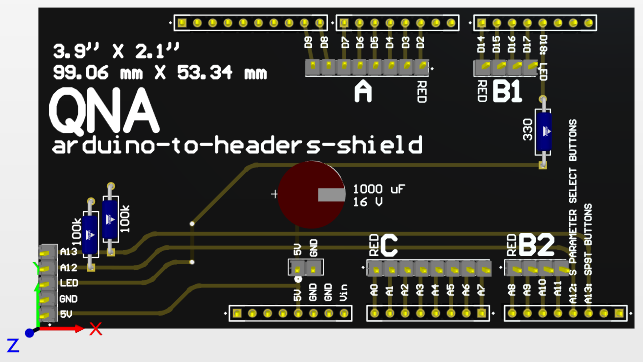 D9 D8 D7 D6 D5 D4 D3 D2
D14 D15 D16 D17 D18: LED
3.9” X 2.1”
99.06 mm X 53.34 mm
RED
A
RED
B1
QNA
arduino-to-headers-shield
330
S-PARAMETER SELECT BUTTONS
1000 uF
16 V
+
100k
100k
SP9T-BUTTONS
A13
A12
LED
GND
5V
5V GND
RED
C
RED
B2
5V GND GND Vin
A0 A1 A2 A3 A4 A5 A6 A7
A8 A9 A10 A11 A12: A13:
Z
X